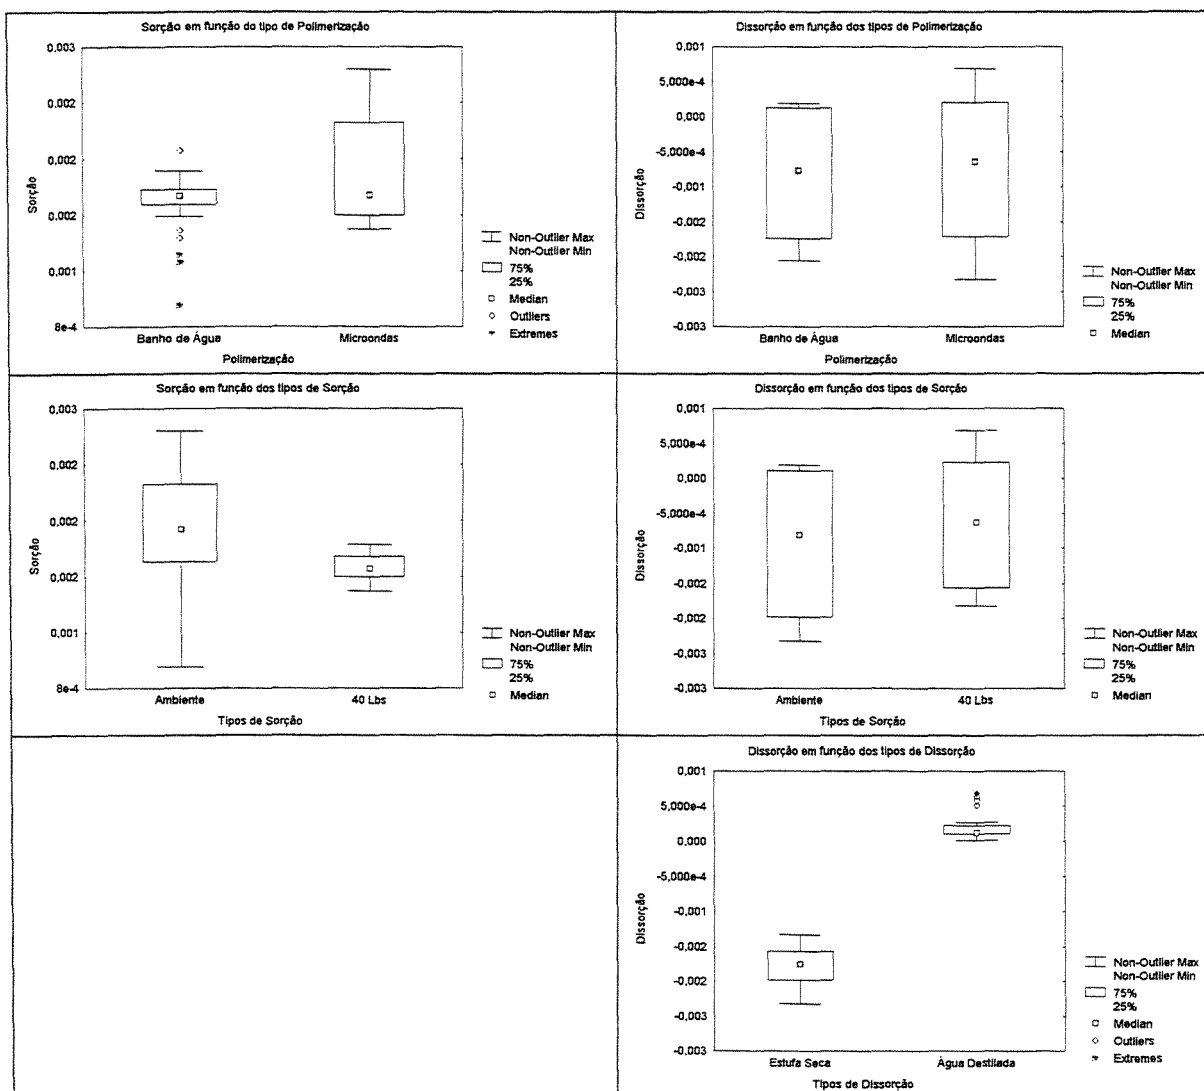 Sorção em função do tipo de Polimerização
Sorção
0,003
0,002
0,002
0,002
0,001
8e-4
Banho de Água
Microondas
Polimerização
Non-Outlier Max
Non-Outlier Min
75%
25%
Median
Outliers
Extremes
Dissorção em função dos tipos de Polimerização
Dissorção
0,001
5,000e-4
0,000
-5,000e-4
-0,001
-0,002
-0,002
-0,003
-0,003
Banho de Água
Microondas
Polimerização
Non-Outlier Max
Non-Outlier Min
75%
25%
Median
Sorção em função dos tipos de Sorção
Sorção
0,003
0,002
0,002
0,002
0,001
8e-4
Ambiente
40 Lbs
Tipos de Sorção
Non-Outlier Max
Non-Outlier Min
75%
25%
Median
Dissorção em função dos tipos de Sorção
Dissorção
0,001
5,000e-4
0,000
-5,000e-4
-0,001
-0,002
-0,002
-0,003
-0,003
Ambiente
40 Lbs
Tipos de Sorção
Non-Outlier Max
Non-Outlier Min
75%
25%
Median
Dissorção em função dos tipos de Dissorção
Dissorção
0,001
5,000e-4
0,000
-5,000e-4
-0,001
-0,002
-0,002
-0,003
-0,003
Estufa Seca
Água Destilada
Tipos de Dissorção
Non-Outlier Max
Non-Outlier Min
75%
25%
Median
Outliers
Extremes